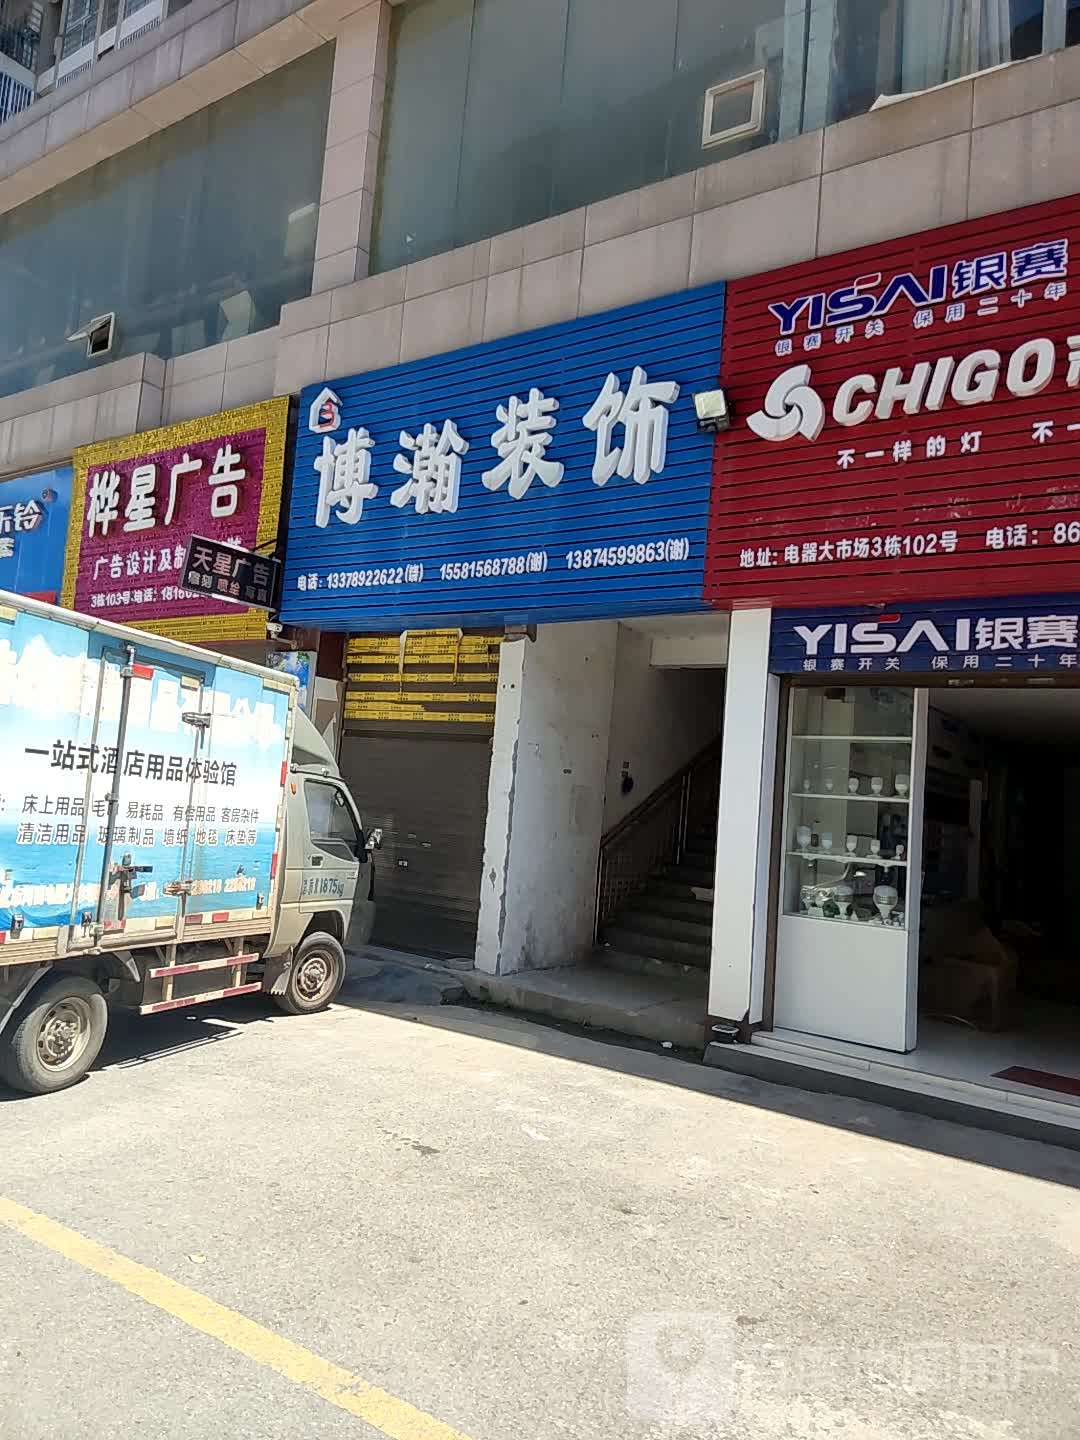 乐铃
桦星广告
广告设计及制
3栋103号
天星广告
博瀚装饰
电话：13378922622(饶) 15581568788(谢) 13874599863(谢)
YISAI银赛
银赛开关 保用二十年
CHIGO
不一样的灯 不一
地址：电器大市场3栋102号 电话：86
YISAI银赛
银赛开关 保用二十年
一站式酒店用品体验馆
床上用品 毛巾 易耗品 有偿用品 客房杂件
清洁用品 玻璃制品 墙纸 地毯 床垫等
1875kg